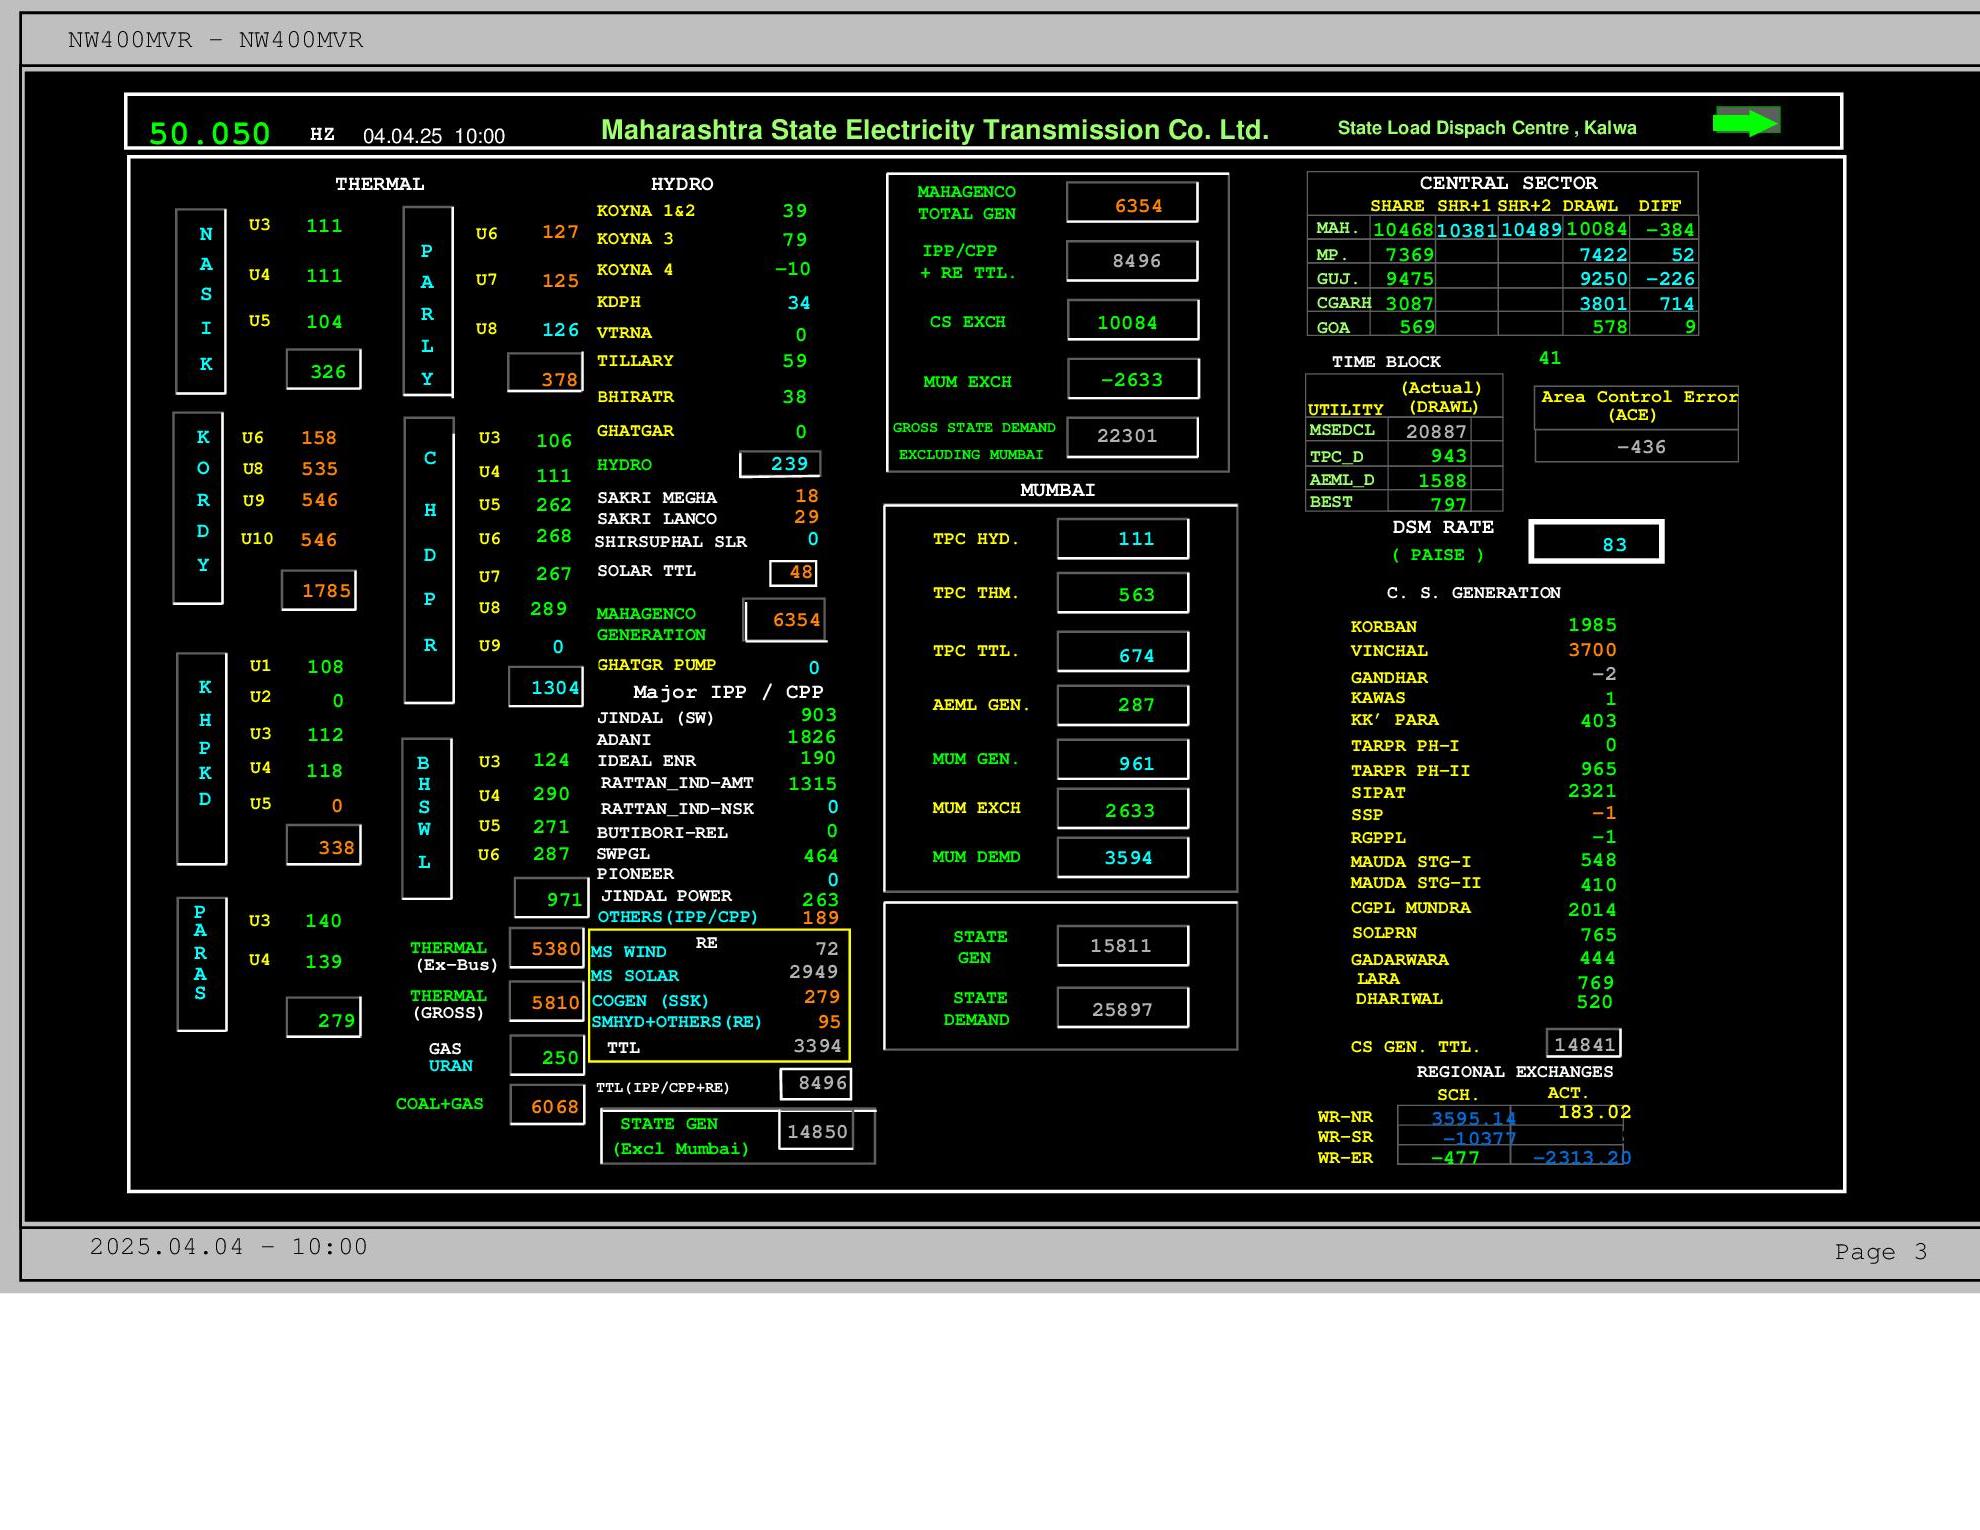 NW400MVR - NW400MVR
50.050 HZ 04.04.25 10:00 Maharashtra State Electricity Transmission Co. Ltd. State Load Dispach Centre , Kalwa
THERMAL
NASIK
U3 111
U4 111
U5 104
326
KORDY
U6 158
U8 535
U9 546
U10 546
1785
KHPKD
U1 108
U2 0
U3 112
U4 118
U5 0
338
PARAS
U3 140
U4 139
279
PARLY
U6 127
U7 125
U8 126
378
CHDPR
U3 106
U4 111
U5 262
U6 268
U7 267
U8 289
U9 0
1304
BHSWL
U3 124
U4 290
U5 271
U6 287
971
THERMAL 5380
(Ex-Bus)
THERMAL 5810
(GROSS)
GAS
URAN 250
COAL+GAS 6068
HYDRO
KOYNA 1&2 39
KOYNA 3 79
KOYNA 4 -10
KDPH 34
VTRNA 0
TILLARY 59
BHIRATR 38
GHATGAR 0
HYDRO 239
SAKRI MEGHA 18
SAKRI LANCO 29
SHIRSUPHAL SLR 0
SOLAR TTL 48
MAHAGENCO
GENERATION 6354
GHATGR PUMP 0
Major IPP / CPP
JINDAL (SW) 903
ADANI 1826
IDEAL ENR 190
RATTAN_IND-AMT 1315
RATTAN_IND-NSK 0
BUTIBORI-REL 0
SWPGL 464
PIONEER 0
JINDAL POWER 263
OTHERS(IPP/CPP) 189
RE
MS WIND 72
MS SOLAR 2949
COGEN (SSK) 279
SMHYD+OTHERS(RE) 95
TTL 3394
TTL(IPP/CPP+RE) 8496
STATE GEN
(Excl Mumbai) 14850
MAHAGENCO
TOTAL GEN 6354
IPP/CPP
+ RE TTL. 8496
CS EXCH 10084
MUM EXCH -2633
GROSS STATE DEMAND
EXCLUDING MUMBAI 22301
MUMBAI
TPC HYD. 111
TPC THM. 563
TPC TTL. 674
AEML GEN. 287
MUM GEN. 961
MUM EXCH 2633
MUM DEMD 3594
STATE
GEN 15811
STATE
DEMAND 25897
CENTRAL SECTOR
SHARE SHR+1 SHR+2 DRAWL DIFF
MAH. 10468 10381 10489 10084 -384
MP. 7369 7422 52
GUJ. 9475 9250 -226
CGARH 3087 3801 714
GOA 569 578 9
TIME BLOCK 41
(Actual)
UTILITY (DRAWL)
MSEDCL 20887
TPC_D 943
AEML_D 1588
BEST 797
Area Control Error
(ACE)
-436
DSM RATE
( PAISE ) 83
C. S. GENERATION
KORBAN 1985
VINCHAL 3700
GANDHAR -2
KAWAS 1
KK' PARA 403
TARPR PH-I 0
TARPR PH-II 965
SIPAT 2321
SSP -1
RGPPL -1
MAUDA STG-I 548
MAUDA STG-II 410
CGPL MUNDRA 2014
SOLPRN 765
GADARWARA 444
LARA 769
DHARIWAL 520
CS GEN. TTL. 14841
REGIONAL EXCHANGES
SCH. ACT.
WR-NR 3595.14 183.02
WR-SR -10377
WR-ER -477 -2313.20
2025.04.04 - 10:00
Page 3